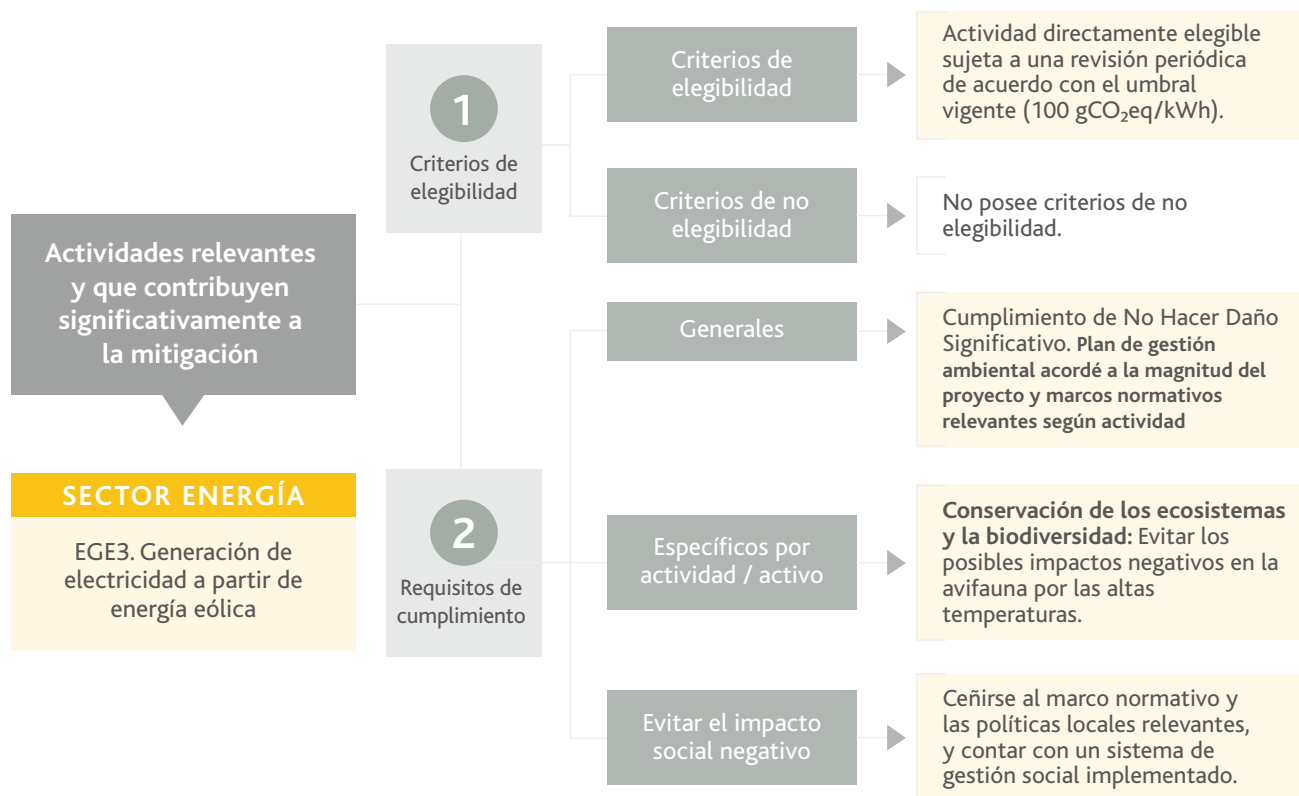 Actividades relevantes
y que contribuyen
significativamente a
la mitigación
SECTOR ENERGÍA
EGE3. Generación de
electricidad a partir de
energía eólica
1
Criterios de
elegibilidad
Criterios de
elegibilidad
Actividad directamente elegible
sujeta a una revisión periódica
de acuerdo con el umbral
vigente (100 gCO₂eq/kWh).
Criterios de no
elegibilidad
No posee criterios de no
elegibilidad.
2
Requisitos de
cumplimiento
Generales
Cumplimiento de No Hacer Daño
Significativo. Plan de gestión
ambiental acordé a la magnitud del
proyecto y marcos normativos
relevantes según actividad
Específicos por
actividad / activo
Conservación de los ecosistemas
y la biodiversidad: Evitar los
posibles impactos negativos en la
avifauna por las altas
temperaturas.
Evitar el impacto
social negativo
Ceñirse al marco normativo y
las políticas locales relevantes,
y contar con un sistema de
gestión social implementado.